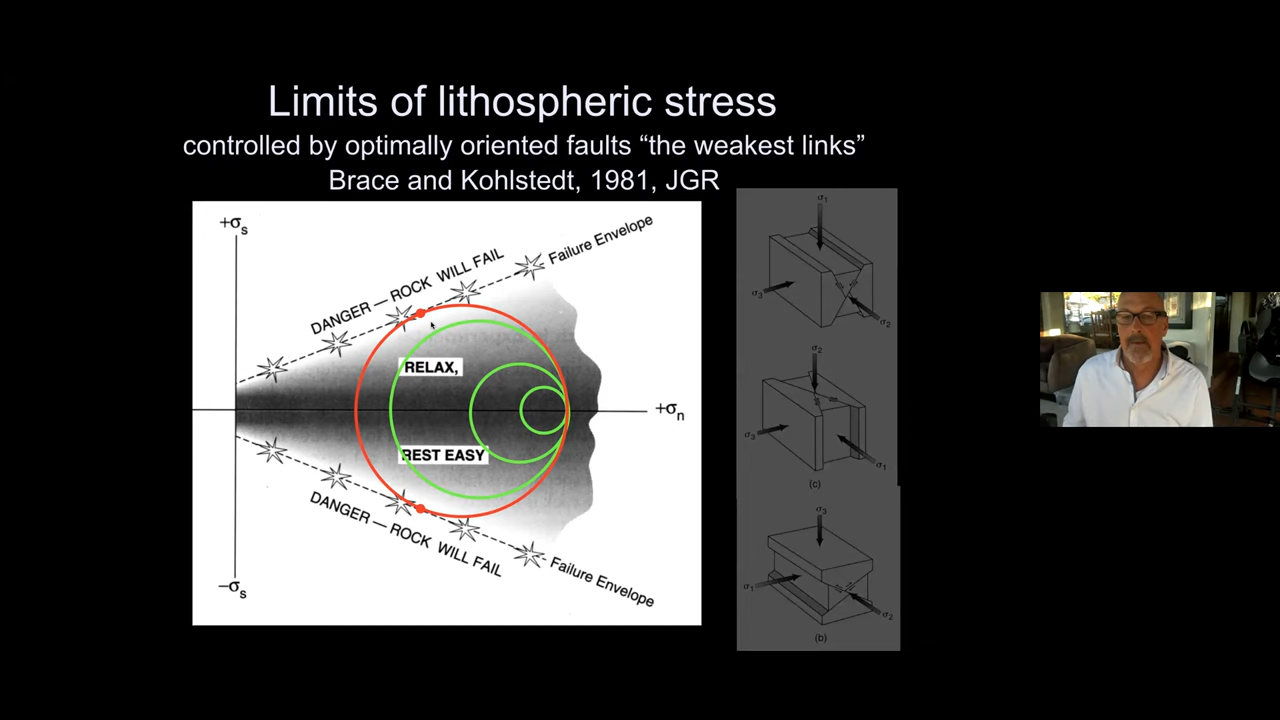 Limits of lithospheric stress
controlled by optimally oriented faults “the weakest links”
Brace and Kohlstedt, 1981, JGR
+σs
DANGER — ROCK WILL FAIL
Failure Envelope
RELAX,
+σn
REST EASY
DANGER — ROCK WILL FAIL
Failure Envelope
−σs
σ1
σ3
σ2
σ2
σ3
σ1
(c)
σ3
σ1
σ2
(b)